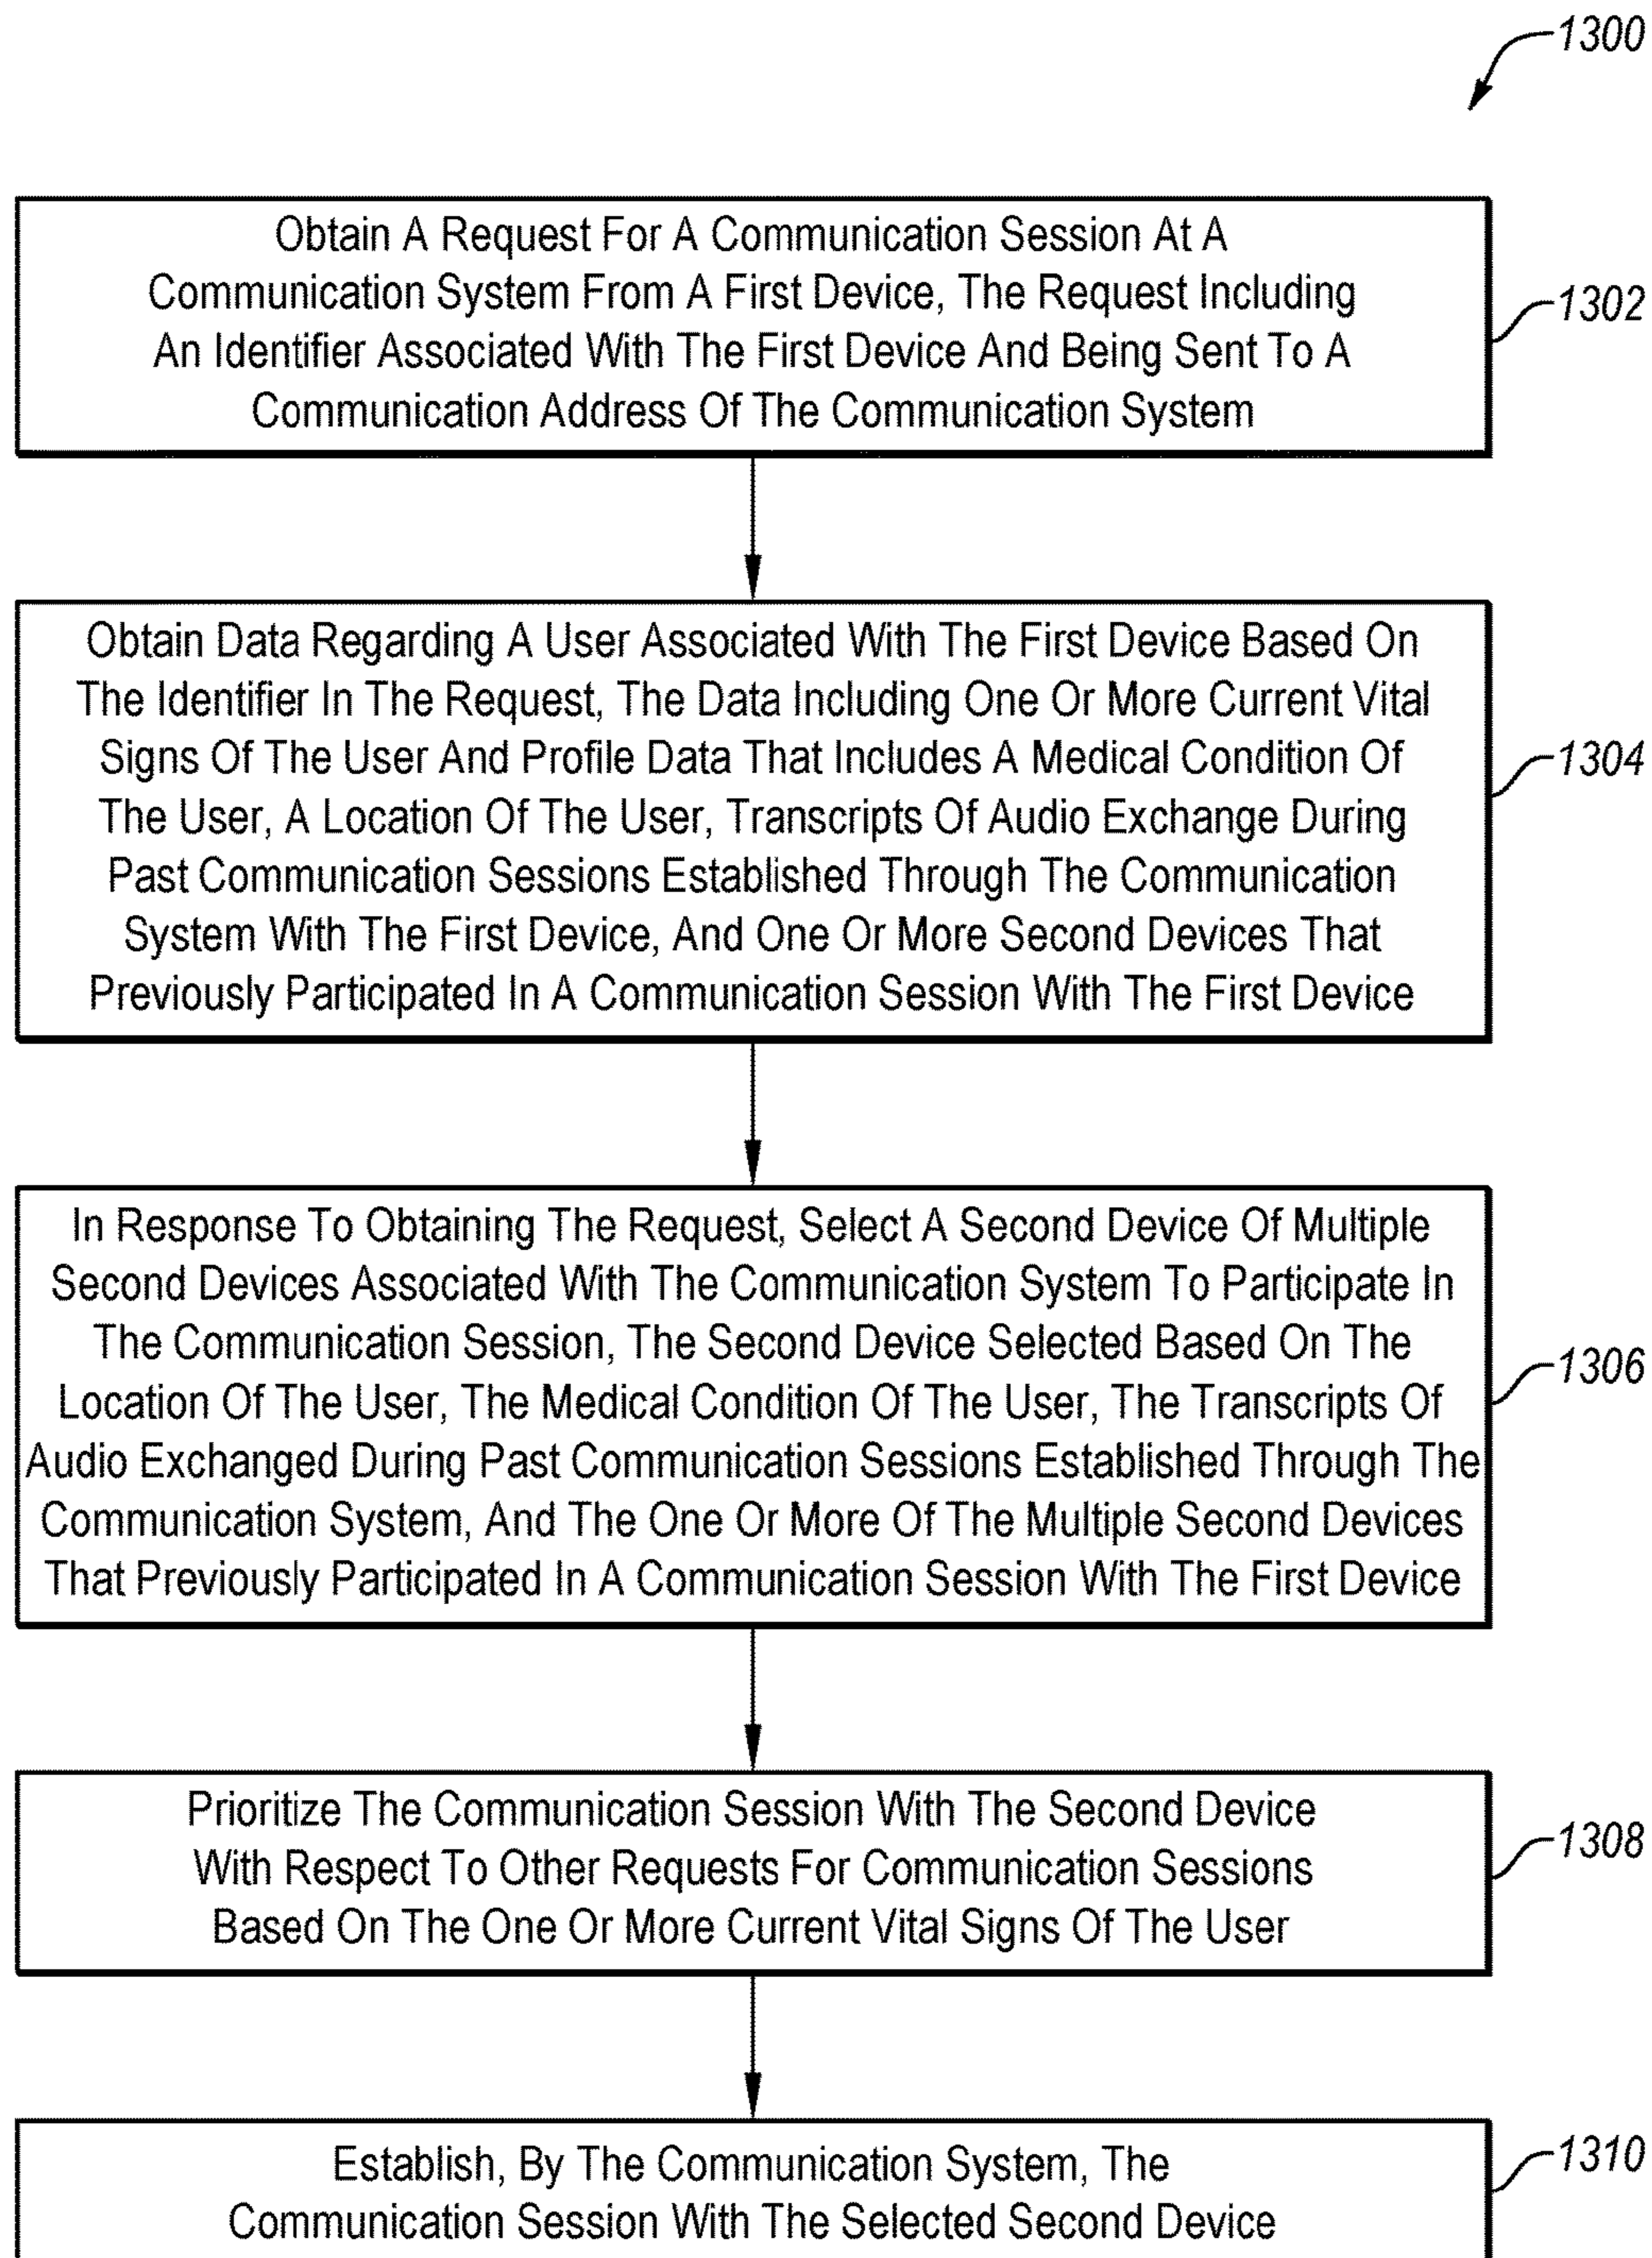 1300
Obtain A Request For A Communication Session At A
Communication System From A First Device, The Request Including
An Identifier Associated With The First Device And Being Sent To A
Communication Address Of The Communication System
1302
Obtain Data Regarding A User Associated With The First Device Based On
The Identifier In The Request, The Data Including One Or More Current Vital
Signs Of The User And Profile Data That Includes A Medical Condition Of
The User, A Location Of The User, Transcripts Of Audio Exchange During
Past Communication Sessions Established Through The Communication
System With The First Device, And One Or More Second Devices That
Previously Participated In A Communication Session With The First Device
1304
In Response To Obtaining The Request, Select A Second Device Of Multiple
Second Devices Associated With The Communication System To Participate In
The Communication Session, The Second Device Selected Based On The
Location Of The User, The Medical Condition Of The User, The Transcripts Of
Audio Exchanged During Past Communication Sessions Established Through The
Communication System, And The One Or More Of The Multiple Second Devices
That Previously Participated In A Communication Session With The First Device
1306
Prioritize The Communication Session With The Second Device
With Respect To Other Requests For Communication Sessions
Based On The One Or More Current Vital Signs Of The User
1308
Establish, By The Communication System, The
Communication Session With The Selected Second Device
1310